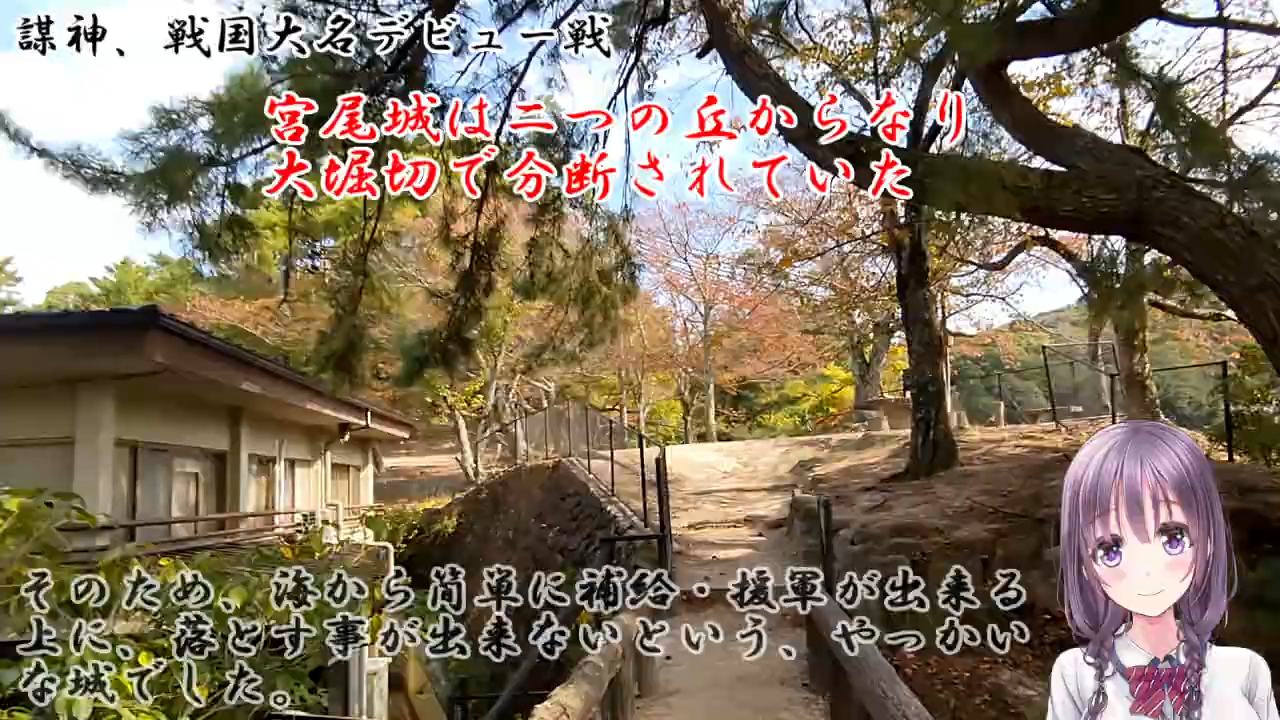 謀神、戦国大名デビュー戦
宮尾城は二つの丘からなり
大堀切で分断されていた
そのため、海から簡単に補給・援軍が出来る
上に、落とす事が出来ないという、やっかい
な城でした。